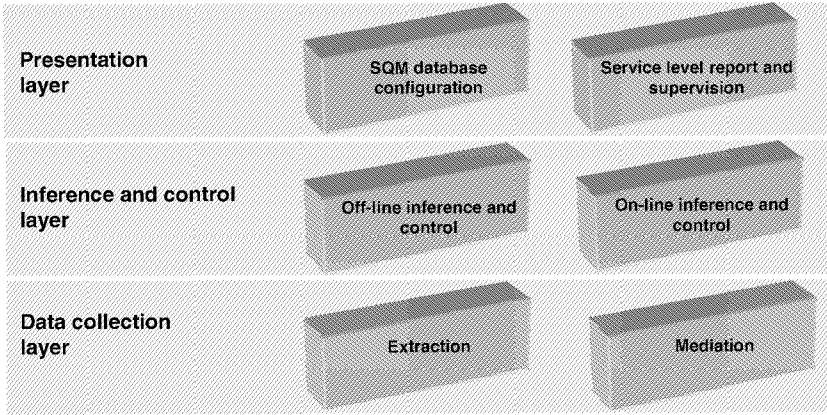 Presentation
layer
SQM database
configuration
Service level report and
supervision
Inference and control
layer
Off-line inference and
control
On-line inference and
control
Data collection
layer
Extraction
Mediation